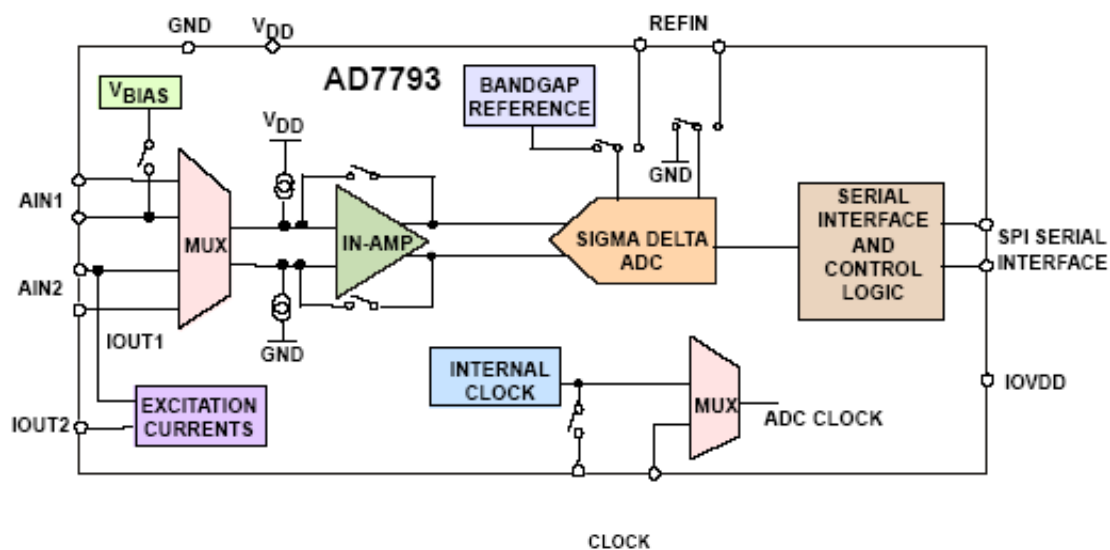 GND
VDD
REFIN
AD7793
VBIAS
BANDGAP
REFERENCE
VDD
GND
AIN1
MUX
IN-AMP
SIGMA DELTA
ADC
SERIAL
INTERFACE
AND
CONTROL
LOGIC
SPI SERIAL
INTERFACE
AIN2
IOUT1
GND
INTERNAL
CLOCK
MUX
ADC CLOCK
IOVDD
IOUT2
EXCITATION
CURRENTS
CLOCK